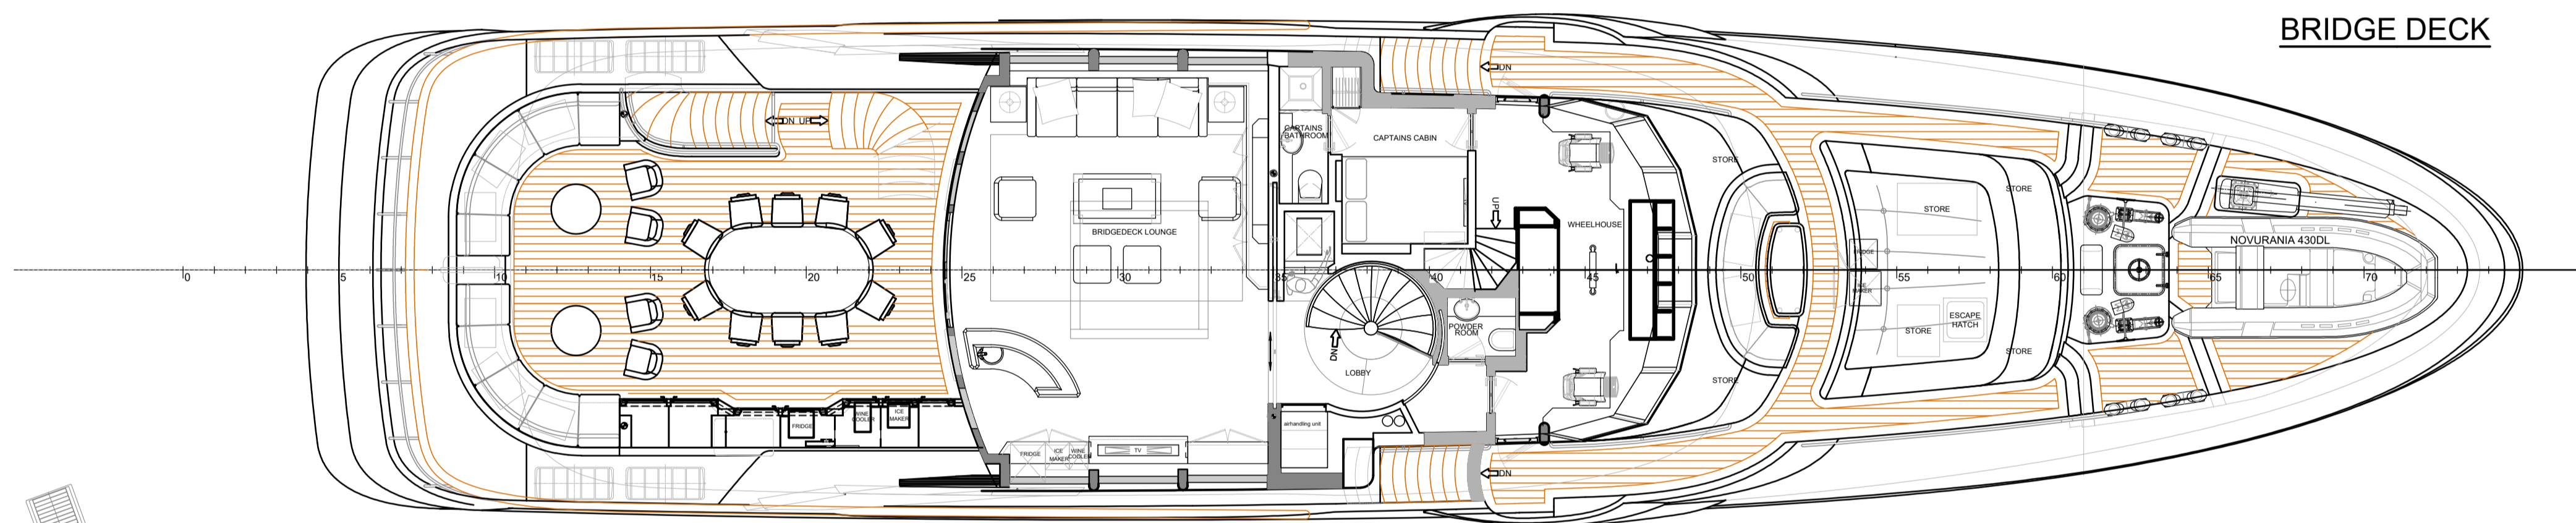 BRIDGE DECK
DN
DN UP
CAPTAINS
BATHROOM
CAPTAINS CABIN
STORE
STORE
STORE
UP
WHEELHOUSE
BRIDGEDECK LOUNGE
NOVURANIA 430DL
FRIDGE
0 5 10 15 20 25 30 35 40 45 50 55 60 65 70
ICE
MAKER
ESCAPE
HATCH
STORE
POWDER
ROOM
DN
STORE
LOBBY
STORE
WINE
COOLER
ICE
MAKER
FRIDGE
airhandling unit
FRIDGE
ICE
MAKER
WINE
COOLER
TV
DN